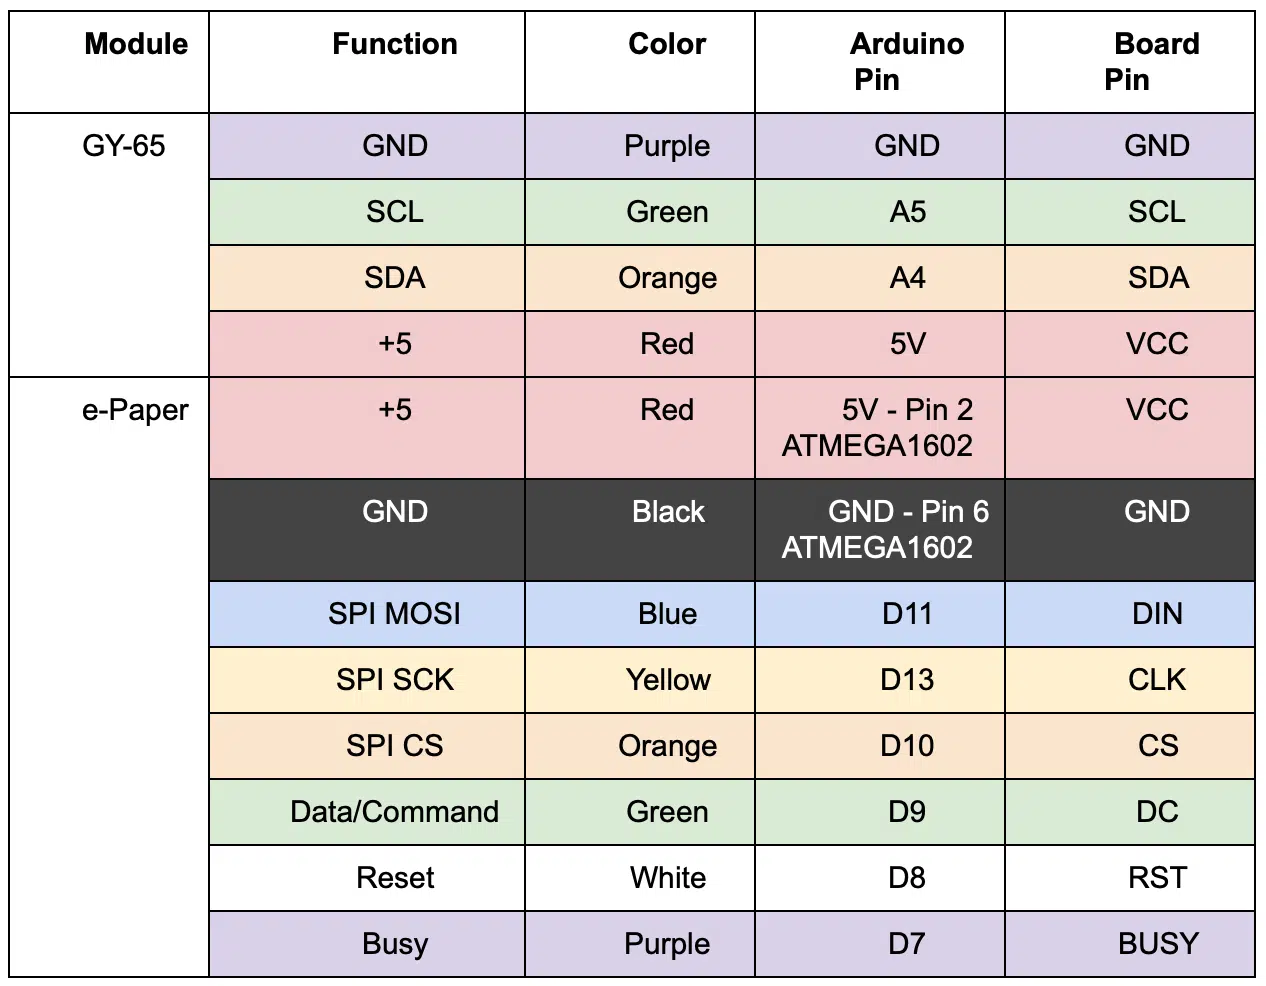 Module Function Color Arduino Pin Board Pin
GY-65 GND Purple GND GND
SCL Green A5 SCL
SDA Orange A4 SDA
+5 Red 5V VCC
e-Paper +5 Red 5V - Pin 2 ATMEGA1602 VCC
GND Black GND - Pin 6 ATMEGA1602 GND
SPI MOSI Blue D11 DIN
SPI SCK Yellow D13 CLK
SPI CS Orange D10 CS
Data/Command Green D9 DC
Reset White D8 RST
Busy Purple D7 BUSY